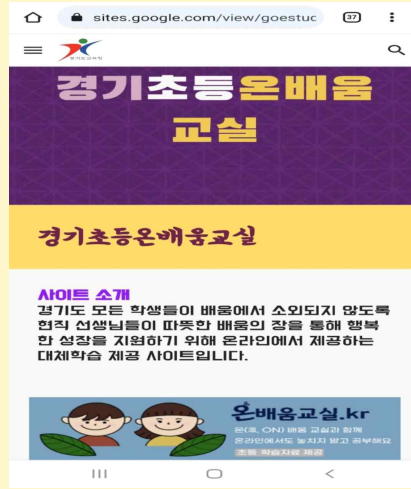 sites.google.com/view/goestuc
37
경기도교육청
경기초등온배움
교실
경기초등온배움교실
사이트 소개
경기도 모든 학생들이 배움에서 소외되지 않도록
현직 선생님들이 따뜻한 배움의 장을 통해 행복
한 성장을 지원하기 위해 온라인에서 제공하는
대체학습 제공 사이트입니다.
온배움교실.kr
온(溫, ON) 배움 교실과 함께
온라인에서도 놓치지 말고 공부해요
초등 학습자료 제공